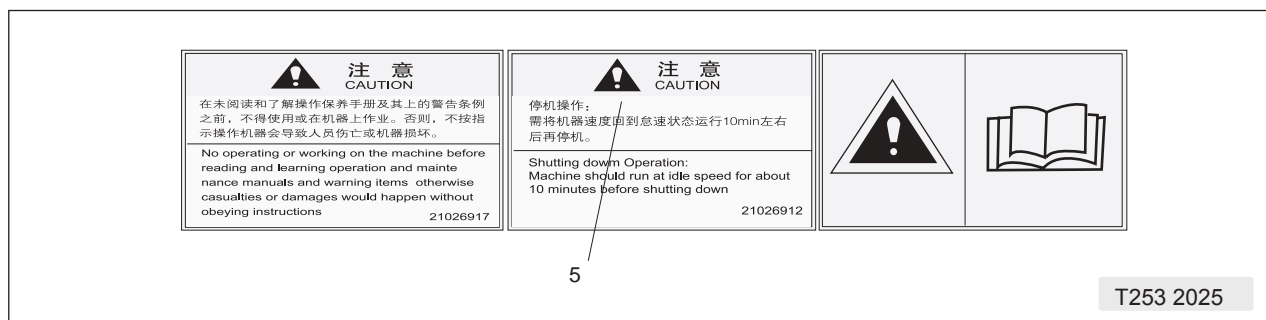 注 意
CAUTION
在未阅读和了解操作保养手册及其上的警告条例
之前，不得使用或在机器上作业。否则，不按指
示操作机器会导致人员伤亡或机器损坏。
No operating or working on the machine before
reading and learning operation and mainte
nance manuals and warning items otherwise
casualties or damages would happen without
obeying instructions
21026917
注 意
CAUTION
停机操作：
需将机器速度回到怠速状态运行10min左右
后再停机。
Shutting dowm Operation:
Machine should run at idle speed for about
10 minutes before shutting down
21026912
5
T253 2025